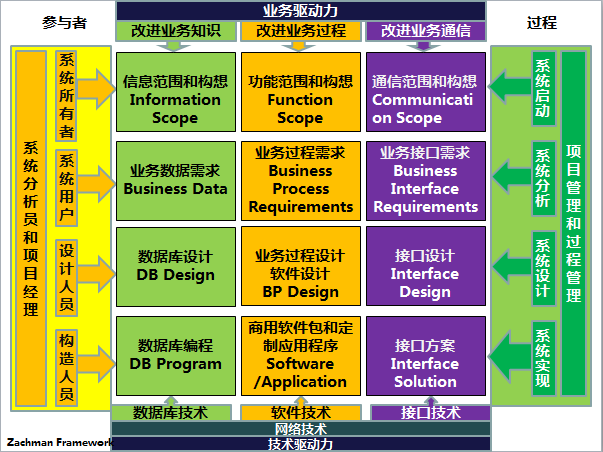 业务驱动力
参与者
改进业务知识
改进业务过程
改进业务通信
过程
系统分析员和项目经理
系统所有者
信息范围和构想
Information
Scope
功能范围和构想
Function
Scope
通信范围和构想
Communicati
on Scope
系统启动
项目管理和过程管理
系统用户
业务数据需求
Business Data
业务过程需求
Business
Process
Requirements
业务接口需求
Business
Interface
Requirements
系统分析
设计人员
数据库设计
DB Design
业务过程设计
软件设计
BP Design
接口设计
Interface
Design
系统设计
构造人员
数据库编程
DB Program
商用软件包和定
制应用程序
Software
/Application
接口方案
Interface
Solution
系统实现
数据库技术
软件技术
接口技术
网络技术
技术驱动力
Zachman Framework